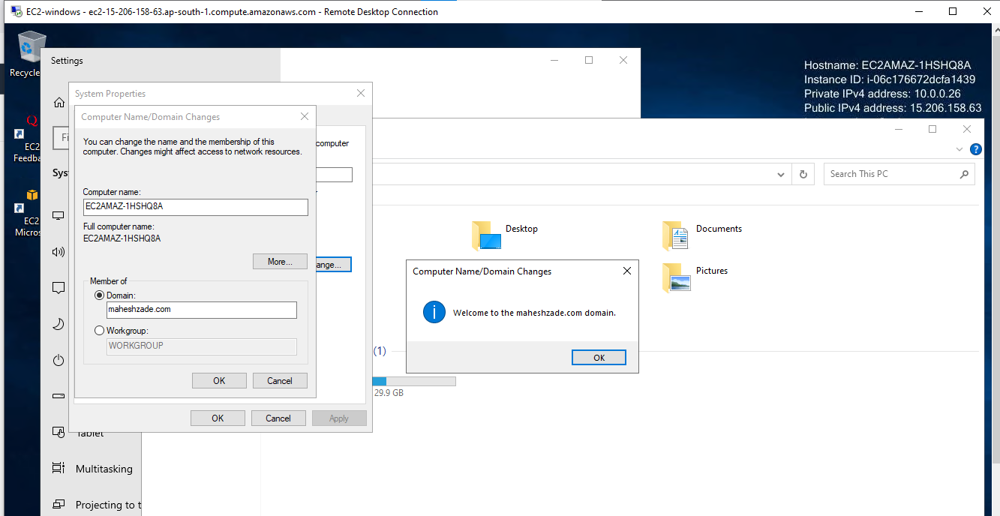 EC2-windows - ec2-15-206-158-63.ap-south-1.compute.amazonaws.com - Remote Desktop Connection
Recycle
Settings
Hostname: EC2AMAZ-1HSHQ8A
Instance ID: i-06c176672dcfa1439
Private IPv4 address: 10.0.0.26
Public IPv4 address: 15.206.158.63
System Properties
Computer Name/Domain Changes
EC2
Feedba
Fi
You can change the name and the membership of this
computer. Changes might affect access to network resources.
computer
Sys
Search This PC
Computer name:
EC2AMAZ-1HSHQ8A
Full computer name:
EC2AMAZ-1HSHQ8A
EC2
Micros
Desktop
Documents
More...
ange...
Pictures
Member of
Domain:
maheshzade.com
Workgroup:
WORKGROUP
OK
Cancel
Computer Name/Domain Changes
Welcome to the maheshzade.com domain.
OK
(1)
29.9 GB
OK
Cancel
Apply
Tablet
Multitasking
Projecting to t